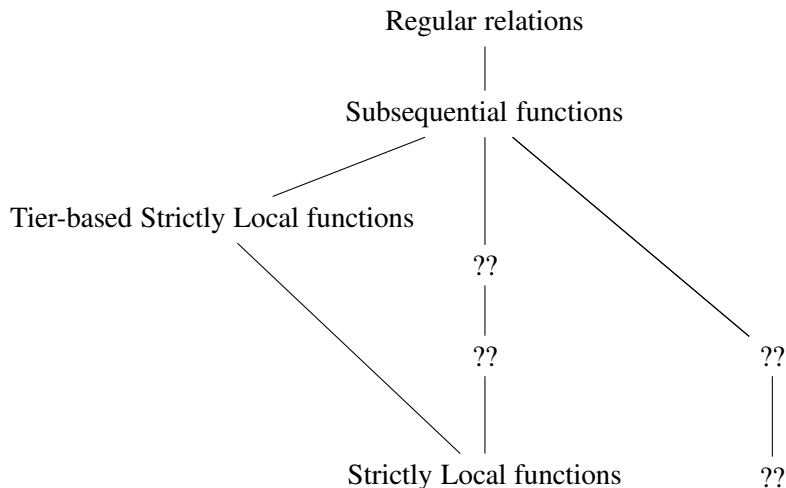 Regular relations
Subsequential functions
Tier-based Strictly Local functions
??
??
??
Strictly Local functions
??